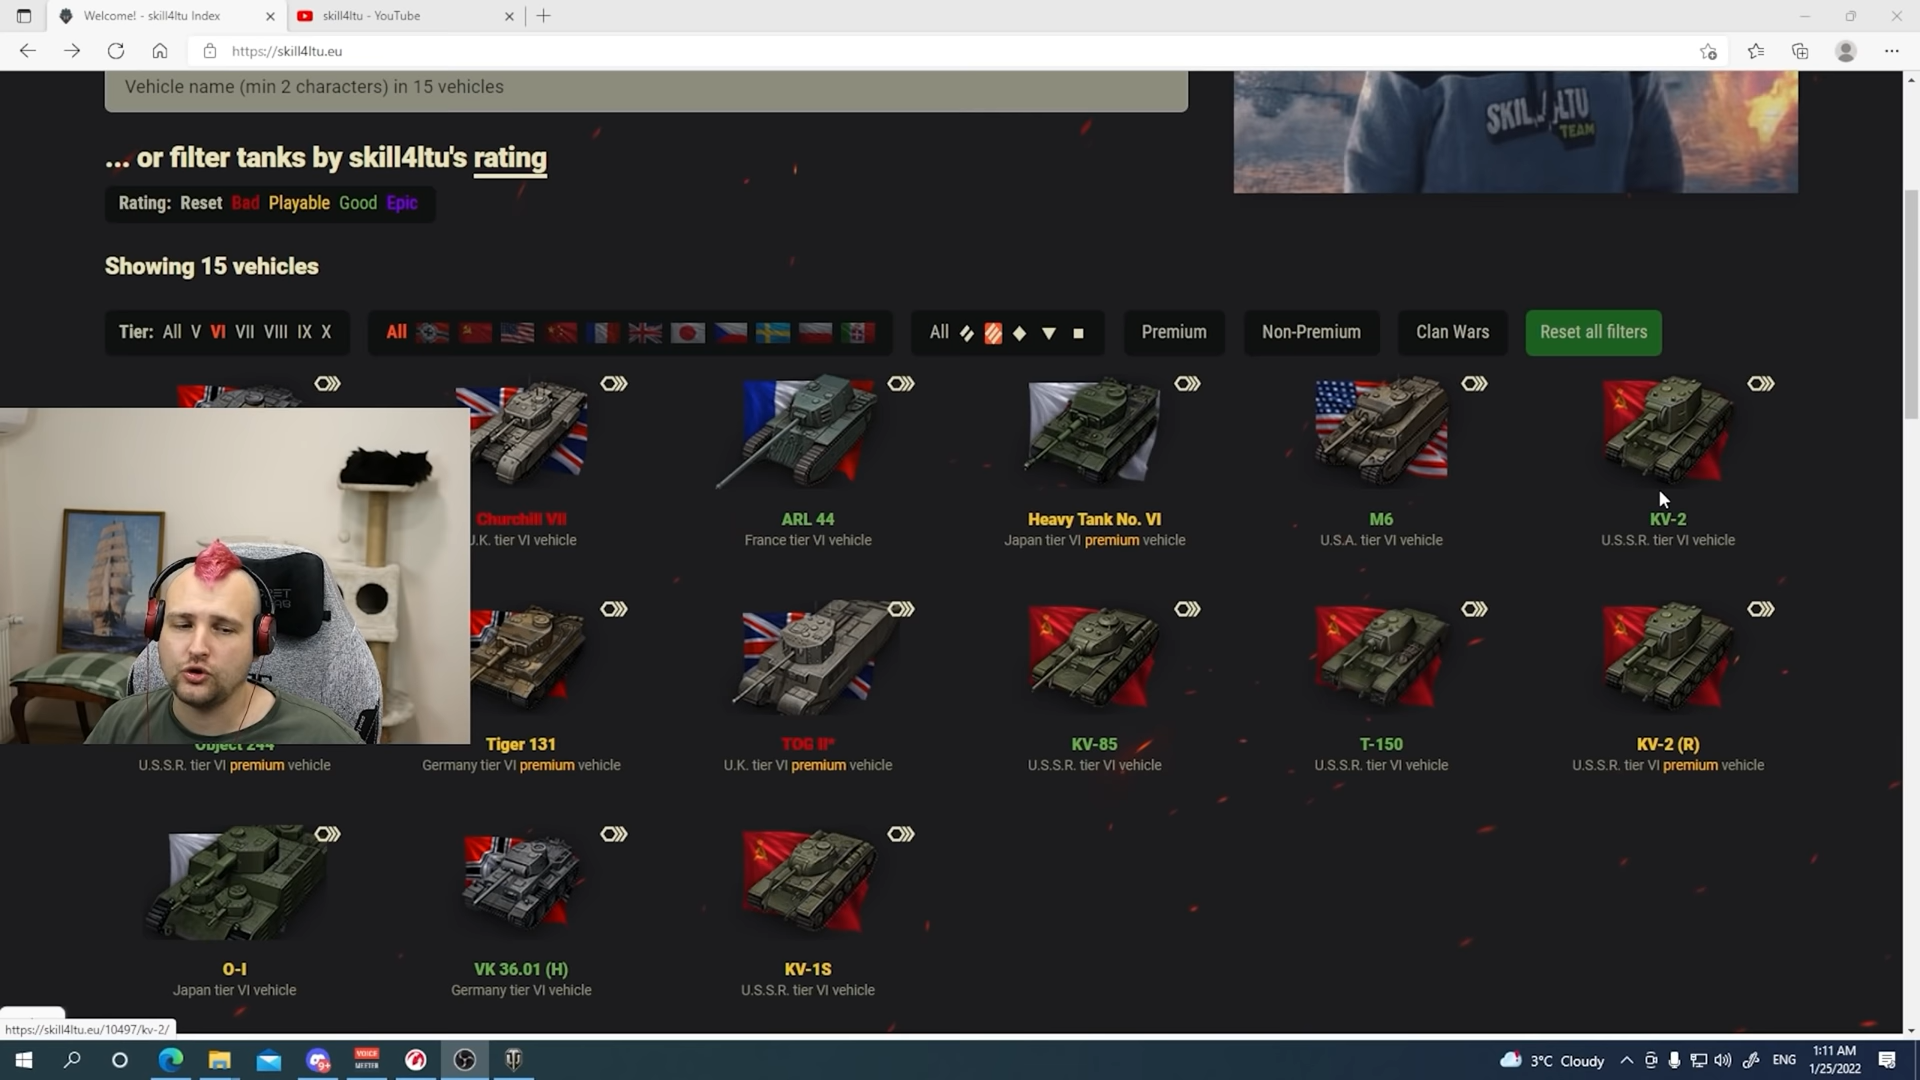 Welcome! - skill4ltu Index
skill4ltu - YouTube
https://skill4ltu.eu
Vehicle name (min 2 characters) in 15 vehicles
SKILL4LTU
TEAM
... or filter tanks by skill4ltu's rating
Rating: Reset Bad Playable Good Epic
Showing 15 vehicles
Tier: All V VI VII VIII IX X
All
All
Premium
Non-Premium
Clan Wars
Reset all filters
Churchill VII
U.K. tier VI vehicle
ARL 44
France tier VI vehicle
Heavy Tank No. VI
Japan tier VI premium vehicle
M6
U.S.A. tier VI vehicle
KV-2
U.S.S.R. tier VI vehicle
Object 244
U.S.S.R. tier VI premium vehicle
Tiger 131
Germany tier VI premium vehicle
TOG II*
U.K. tier VI premium vehicle
KV-85
U.S.S.R. tier VI vehicle
T-150
U.S.S.R. tier VI vehicle
KV-2 (R)
U.S.S.R. tier VI premium vehicle
O-I
Japan tier VI vehicle
VK 36.01 (H)
Germany tier VI vehicle
KV-1S
U.S.S.R. tier VI vehicle
https://skill4ltu.eu/10497/kv-2/
9+
VOICE
MEETER
3°C Cloudy
ENG
1:11 AM
1/25/2022